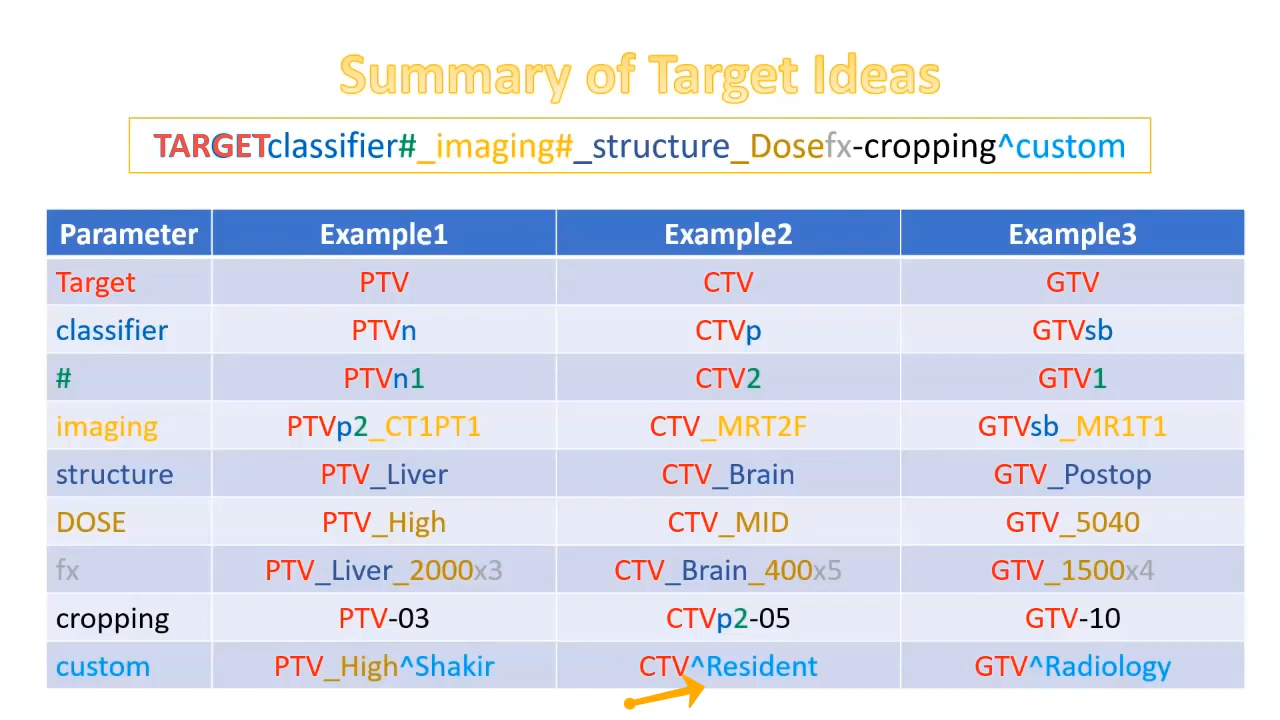 Summary of Target Ideas
TARGETclassifier#_imaging#_structure_Dosefx-cropping^custom
Parameter Example1 Example2 Example3
Target PTV CTV GTV
classifier PTVn CTVp GTVsb
# PTVn1 CTV2 GTV1
imaging PTVp2_CT1PT1 CTV_MRT2F GTVsb_MR1T1
structure PTV_Liver CTV_Brain GTV_Postop
DOSE PTV_High CTV_MID GTV_5040
fx PTV_Liver_2000x3 CTV_Brain_400x5 GTV_1500x4
cropping PTV-03 CTVp2-05 GTV-10
custom PTV_High^Shakir CTV^Resident GTV^Radiology